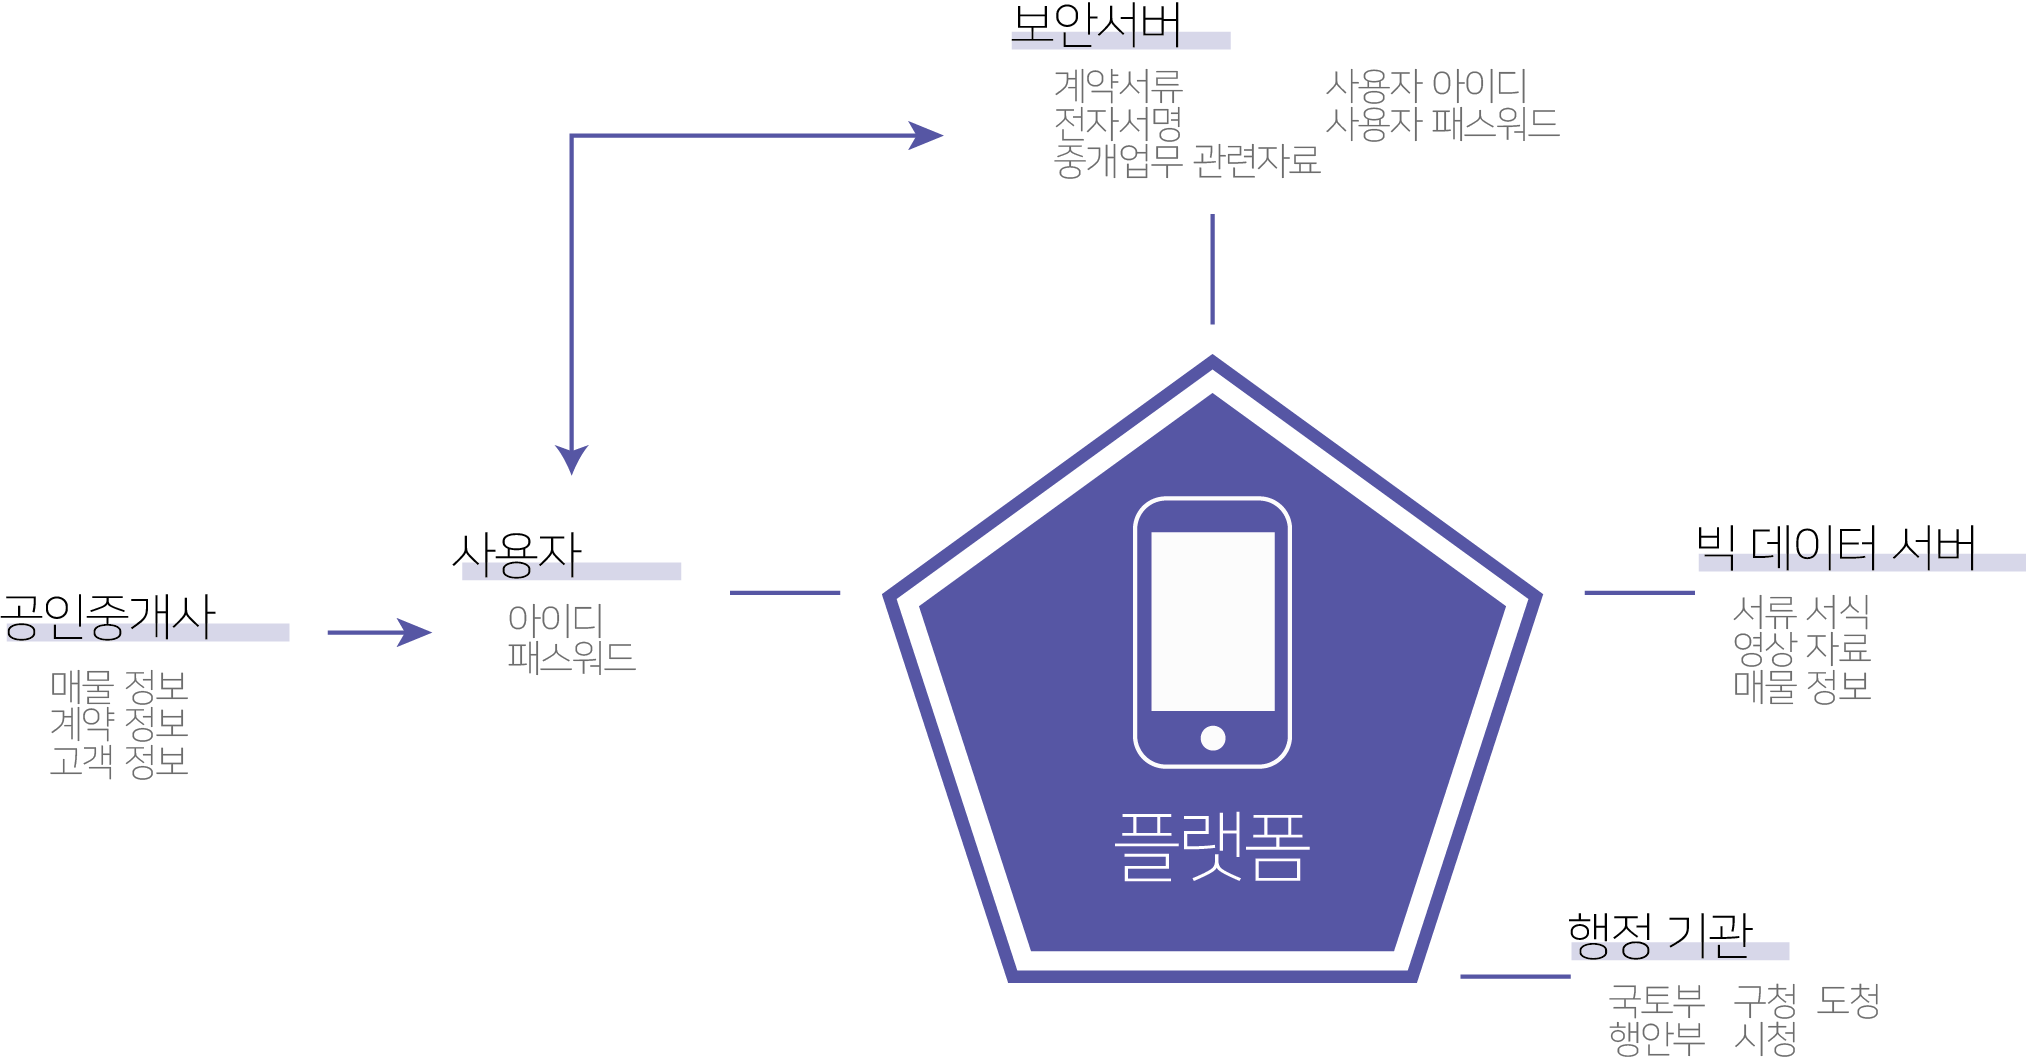 보안서버
계약서류
전자서명
중개업무 관련자료
사용자 아이디
사용자 패스워드
사용자
아이디
패스워드
공인중개사
매물 정보
계약 정보
고객 정보
플랫폼
빅 데이터 서버
서류 서식
영상 자료
매물 정보
행정 기관
국토부 구청 도청
행안부 시청